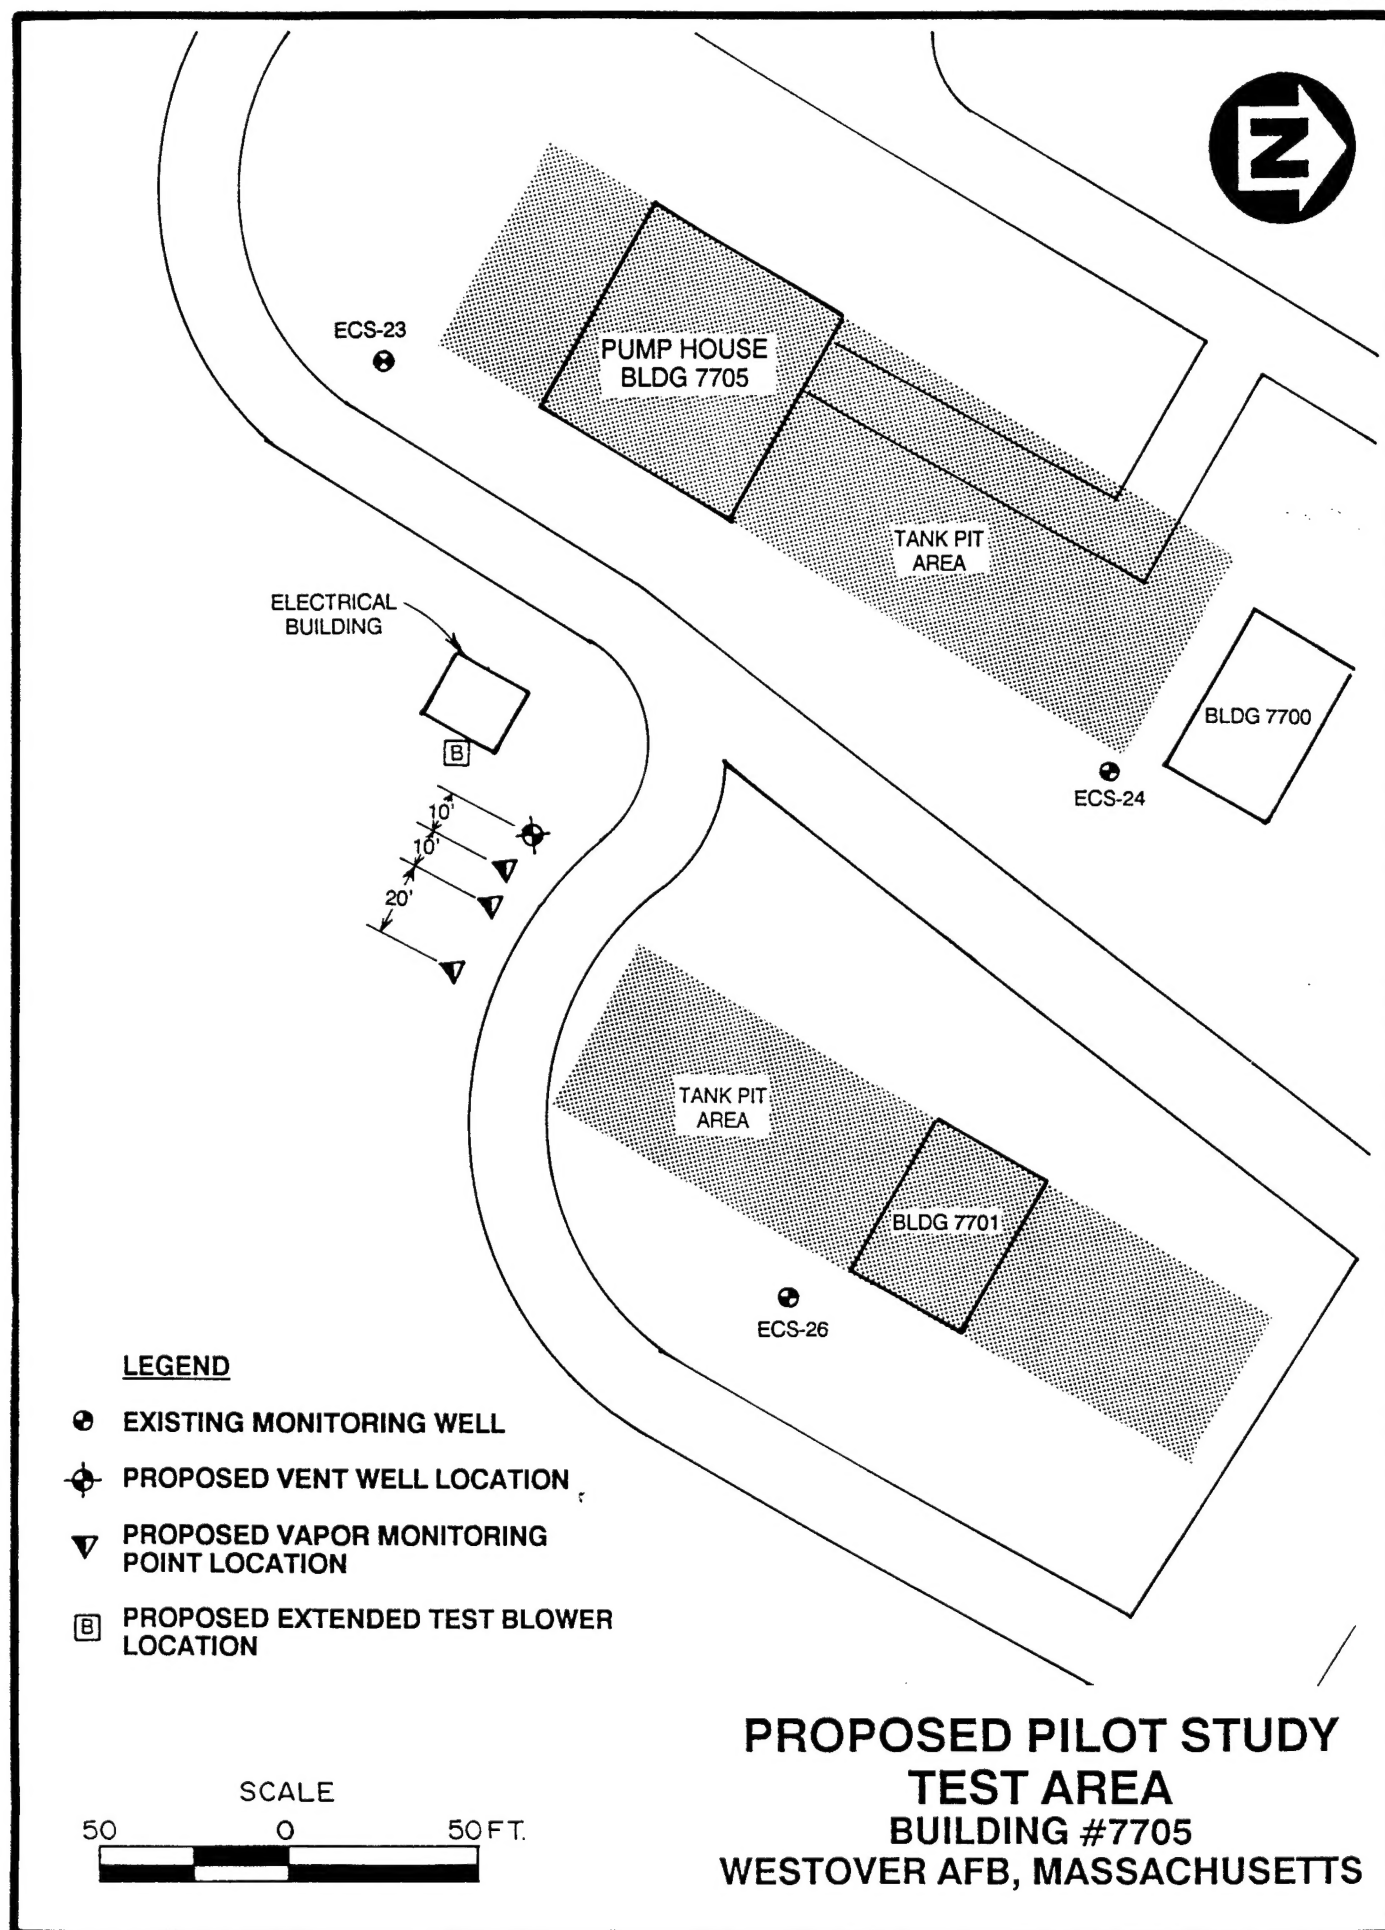 N
ECS-23
PUMP HOUSE
BLDG 7705
TANK PIT
AREA
ELECTRICAL
BUILDING
BLDG 7700
B
ECS-24
10'
10'
20'
TANK PIT
AREA
BLDG 7701
ECS-26
LEGEND
EXISTING MONITORING WELL
PROPOSED VENT WELL LOCATION
PROPOSED VAPOR MONITORING
POINT LOCATION
B PROPOSED EXTENDED TEST BLOWER
LOCATION
SCALE
50 0 50 FT.
PROPOSED PILOT STUDY
TEST AREA
BUILDING #7705
WESTOVER AFB, MASSACHUSETTS